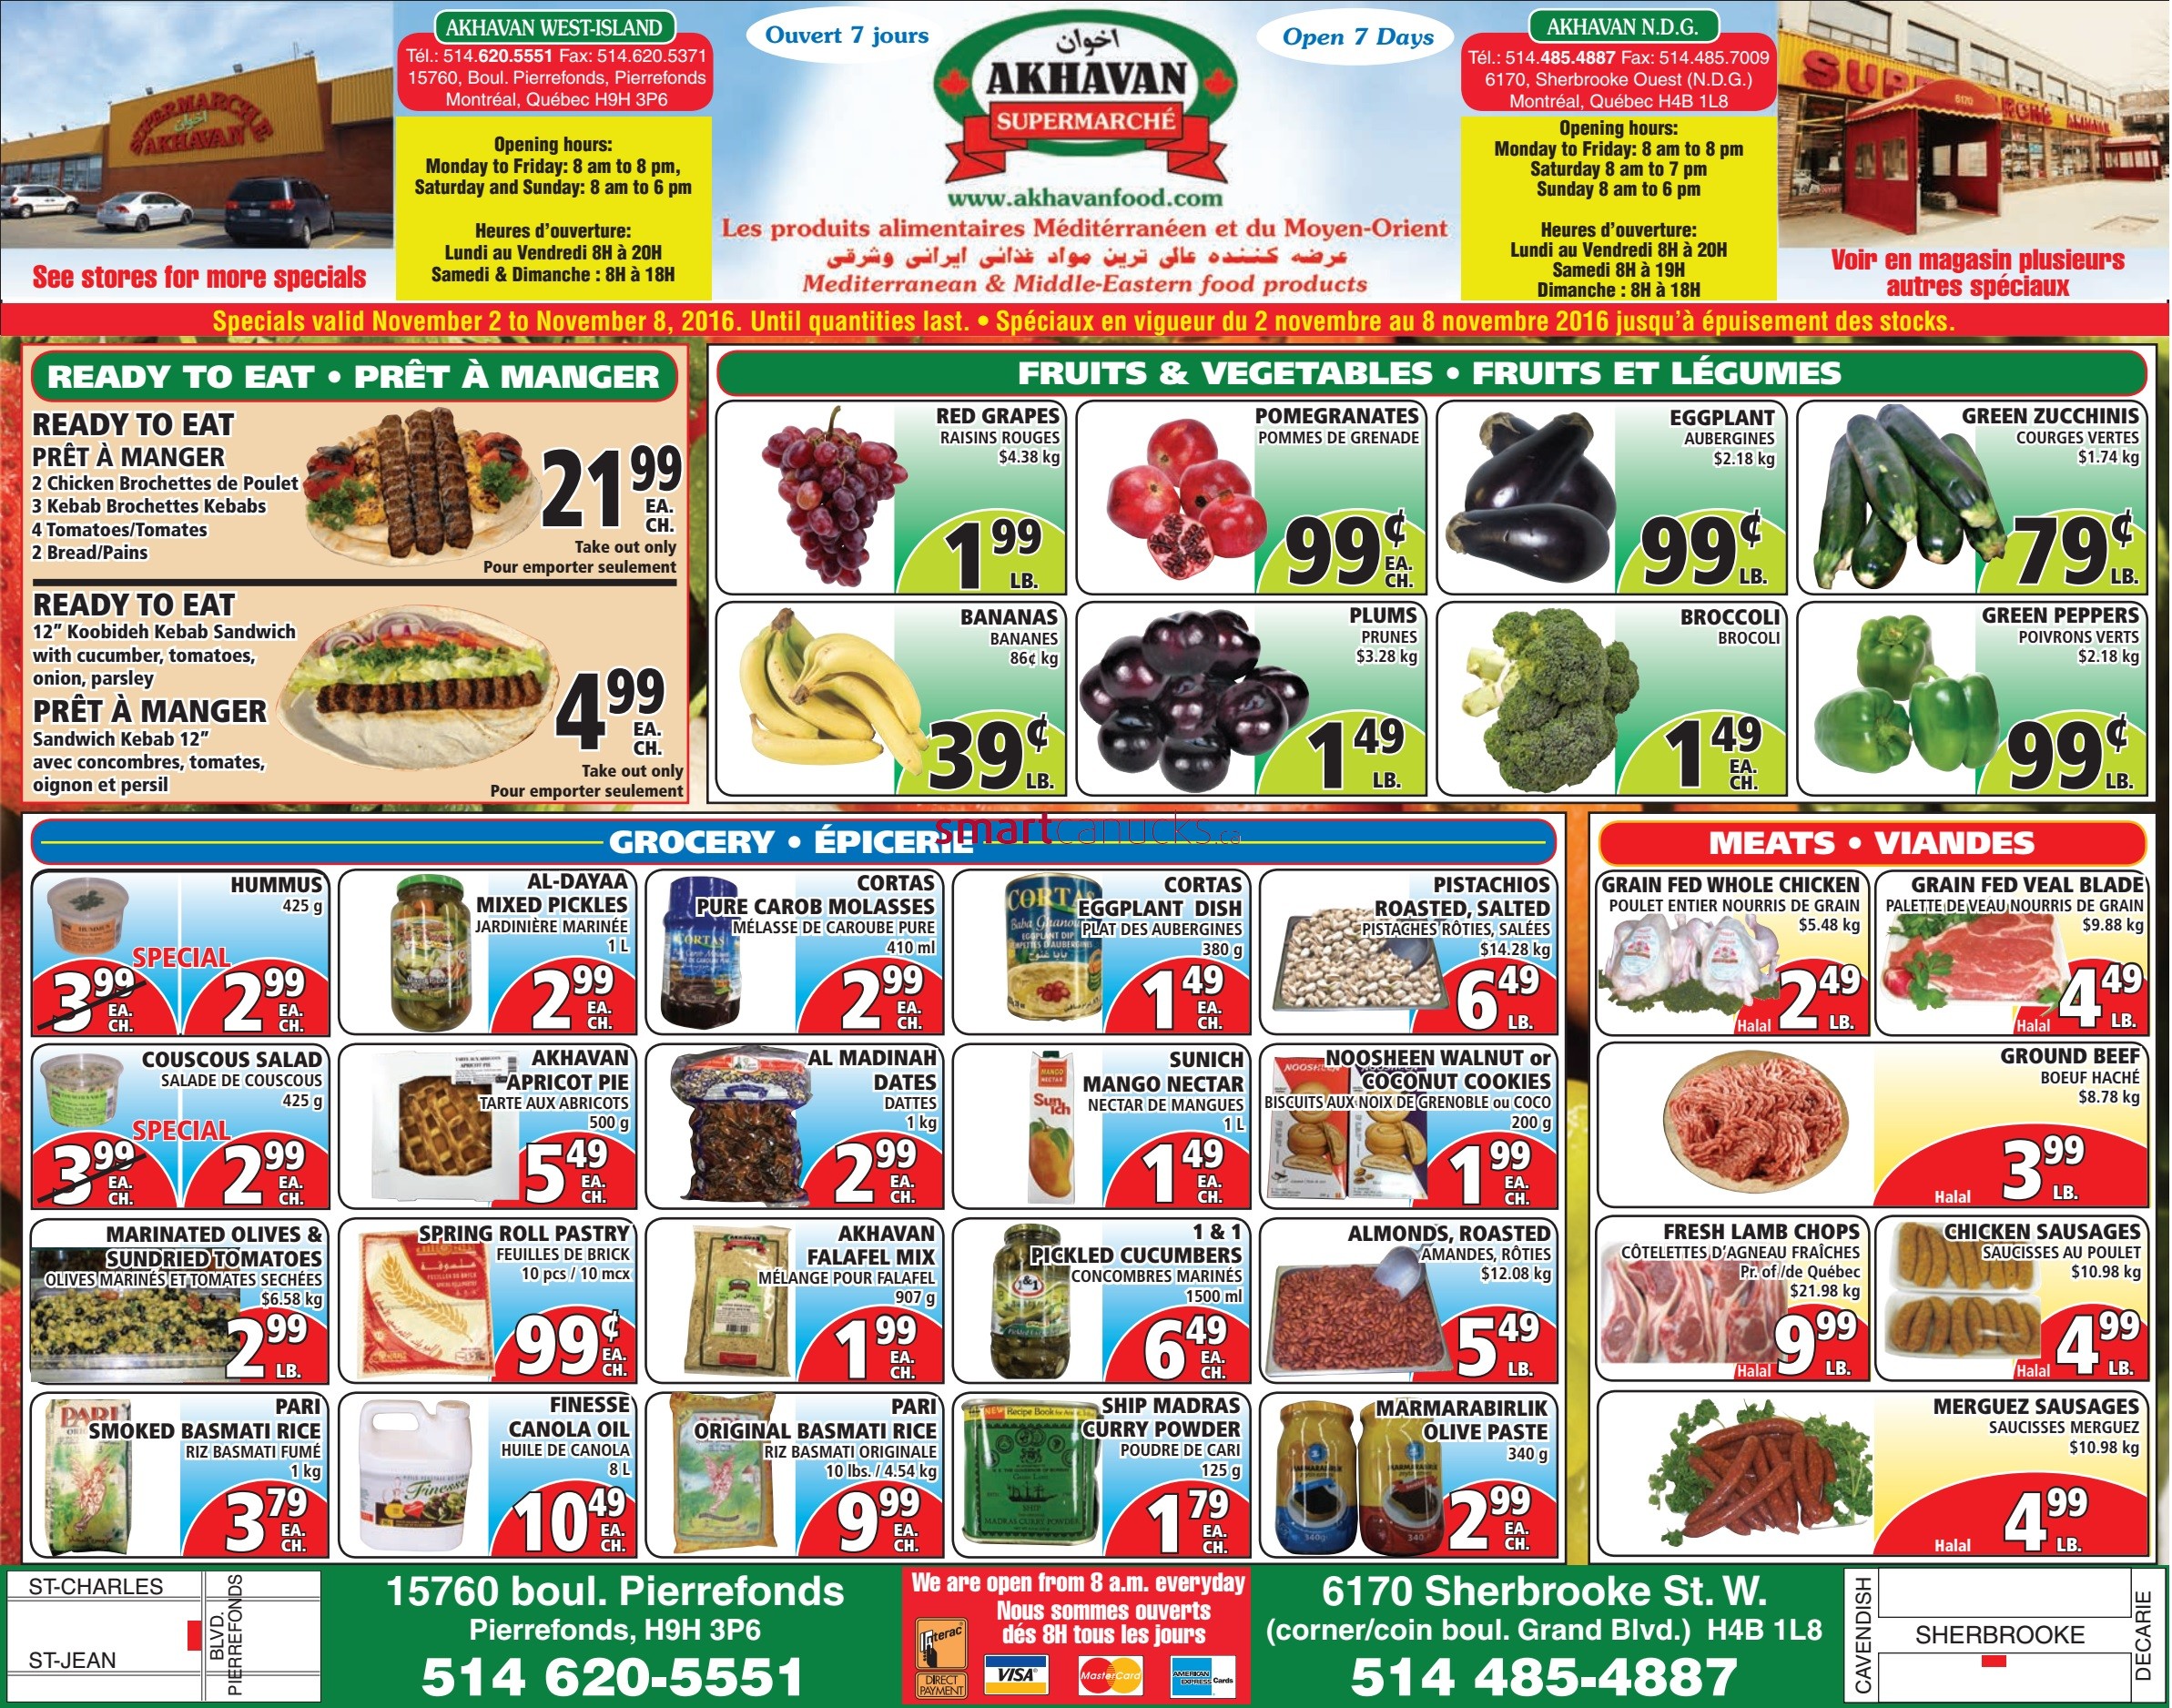 AKHAVAN WEST-ISLAND
Tél.: 514.620.5551 Fax: 514.620.5371
15760, Boul. Pierrefonds, Pierrefonds
Montréal, Québec H9H 3P6
Opening hours:
Monday to Friday: 8 am to 8 pm,
Saturday and Sunday: 8 am to 6 pm
Heures d'ouverture:
Lundi au Vendredi 8H à 20H
Samedi & Dimanche : 8H à 18H
SUPERMARCHE
اخوان
AKHAVAN
See stores for more specials
Ouvert 7 jours
اخوان
AKHAVAN
SUPERMARCHÉ
www.akhavanfood.com
Open 7 Days
Les produits alimentaires Méditérranéen et du Moyen-Orient
عرضه کننده عالی ترین مواد غذائی ایرانی وشرقی
Mediterranean & Middle-Eastern food products
AKHAVAN N.D.G.
Tél.: 514.485.4887 Fax: 514.485.7009
6170, Sherbrooke Ouest (N.D.G.)
Montréal, Québec H4B 1L8
Opening hours:
Monday to Friday: 8 am to 8 pm
Saturday 8 am to 7 pm
Sunday 8 am to 6 pm
Heures d'ouverture:
Lundi au Vendredi 8H à 20H
Samedi 8H à 19H
Dimanche : 8H à 18H
6170
Voir en magasin plusieurs
autres spéciaux
Specials valid November 2 to November 8, 2016. Until quantities last. • Spéciaux en vigueur du 2 novembre au 8 novembre 2016 jusqu'à épuisement des stocks.
READY TO EAT • PRÊT À MANGER
READY TO EAT
PRÊT À MANGER
2 Chicken Brochettes de Poulet
3 Kebab Brochettes Kebabs
4 Tomatoes/Tomates
2 Bread/Pains
21 99
EA.
CH.
Take out only
Pour emporter seulement
READY TO EAT
12" Koobideh Kebab Sandwich
with cucumber, tomatoes,
onion, parsley
PRÊT À MANGER
Sandwich Kebab 12"
avec concombres, tomates,
oignon et persil
4 99
EA.
CH.
Take out only
Pour emporter seulement
FRUITS & VEGETABLES • FRUITS ET LÉGUMES
RED GRAPES
RAISINS ROUGES
$4.38 kg
1 99
LB.
POMEGRANATES
POMMES DE GRENADE
99¢
EA.
CH.
EGGPLANT
AUBERGINES
$2.18 kg
99¢
LB.
GREEN ZUCCHINIS
COURGES VERTES
$1.74 kg
79¢
LB.
BANANAS
BANANES
86¢ kg
39¢
LB.
PLUMS
PRUNES
$3.28 kg
1 49
LB.
BROCCOLI
BROCOLI
1 49
EA.
CH.
GREEN PEPPERS
POIVRONS VERTS
$2.18 kg
99¢
LB.
smartcanucks.ca
GROCERY • ÉPICERIE
HUMMUS
425 g
SPECIAL
3 99
EA.
CH.
2 99
EA.
CH.
AL-DAYAA
MIXED PICKLES
JARDINIÈRE MARINÉE
1 L
2 99
EA.
CH.
CORTAS
PURE CAROB MOLASSES
MÉLASSE DE CAROUBE PURE
410 ml
2 99
EA.
CH.
CORTAS
EGGPLANT DISH
PLAT DES AUBERGINES
380 g
1 49
EA.
CH.
PISTACHIOS
ROASTED, SALTED
PISTACHES RÔTIES, SALÉES
$14.28 kg
6 49
LB.
COUSCOUS SALAD
SALADE DE COUSCOUS
425 g
SPECIAL
3 99
EA.
CH.
2 99
EA.
CH.
AKHAVAN
APRICOT PIE
TARTE AUX ABRICOTS
500 g
5 49
EA.
CH.
AL MADINAH
DATES
DATTES
1 kg
2 99
EA.
CH.
SUNICH
MANGO NECTAR
NECTAR DE MANGUES
1 L
1 49
EA.
CH.
NOOSHEEN WALNUT or
COCONUT COOKIES
BISCUITS AUX NOIX DE GRENOBLE ou COCO
200 g
1 99
EA.
CH.
MARINATED OLIVES &
SUNDRIED TOMATOES
OLIVES MARINÉS ET TOMATES SECHÉES
$6.58 kg
2 99
LB.
SPRING ROLL PASTRY
FEUILLES DE BRICK
10 pcs / 10 mcx
99¢
EA.
CH.
AKHAVAN
FALAFEL MIX
MÉLANGE POUR FALAFEL
907 g
1 99
EA.
CH.
1 & 1
PICKLED CUCUMBERS
CONCOMBRES MARINÉS
1500 ml
6 49
EA.
CH.
ALMONDS, ROASTED
AMANDES, RÔTIES
$12.08 kg
5 49
LB.
PARI
SMOKED BASMATI RICE
RIZ BASMATI FUMÉ
1 kg
3 79
EA.
CH.
FINESSE
CANOLA OIL
HUILE DE CANOLA
8 L
10 49
EA.
CH.
PARI
ORIGINAL BASMATI RICE
RIZ BASMATI ORIGINALE
10 lbs. / 4.54 kg
9 99
EA.
CH.
SHIP MADRAS
CURRY POWDER
POUDRE DE CARI
125 g
1 79
EA.
CH.
MARMARABIRLIK
OLIVE PASTE
340 g
2 99
EA.
CH.
MEATS • VIANDES
GRAIN FED WHOLE CHICKEN
POULET ENTIER NOURRIS DE GRAIN
$5.48 kg
Halal
2 49
LB.
GRAIN FED VEAL BLADE
PALETTE DE VEAU NOURRIS DE GRAIN
$9.88 kg
Halal
4 49
LB.
GROUND BEEF
BOEUF HACHÉ
$8.78 kg
Halal
3 99
LB.
FRESH LAMB CHOPS
CÔTELETTES D'AGNEAU FRAÎCHES
Pr. of /de Québec
$21.98 kg
Halal
9 99
LB.
CHICKEN SAUSAGES
SAUCISSES AU POULET
$10.98 kg
Halal
4 99
LB.
MERGUEZ SAUSAGES
SAUCISSES MERGUEZ
$10.98 kg
Halal
4 99
LB.
ST-CHARLES
ST-JEAN
BLVD.
PIERREFONDS
15760 boul. Pierrefonds
Pierrefonds, H9H 3P6
514 620-5551
We are open from 8 a.m. everyday
Nous sommes ouverts
dés 8H tous les jours
Interac
DIRECT
PAYMENT
VISA
MasterCard
AMERICAN
EXPRESS Cards
6170 Sherbrooke St. W.
(corner/coin boul. Grand Blvd.) H4B 1L8
514 485-4887
CAVENDISH
SHERBROOKE
DECARIE